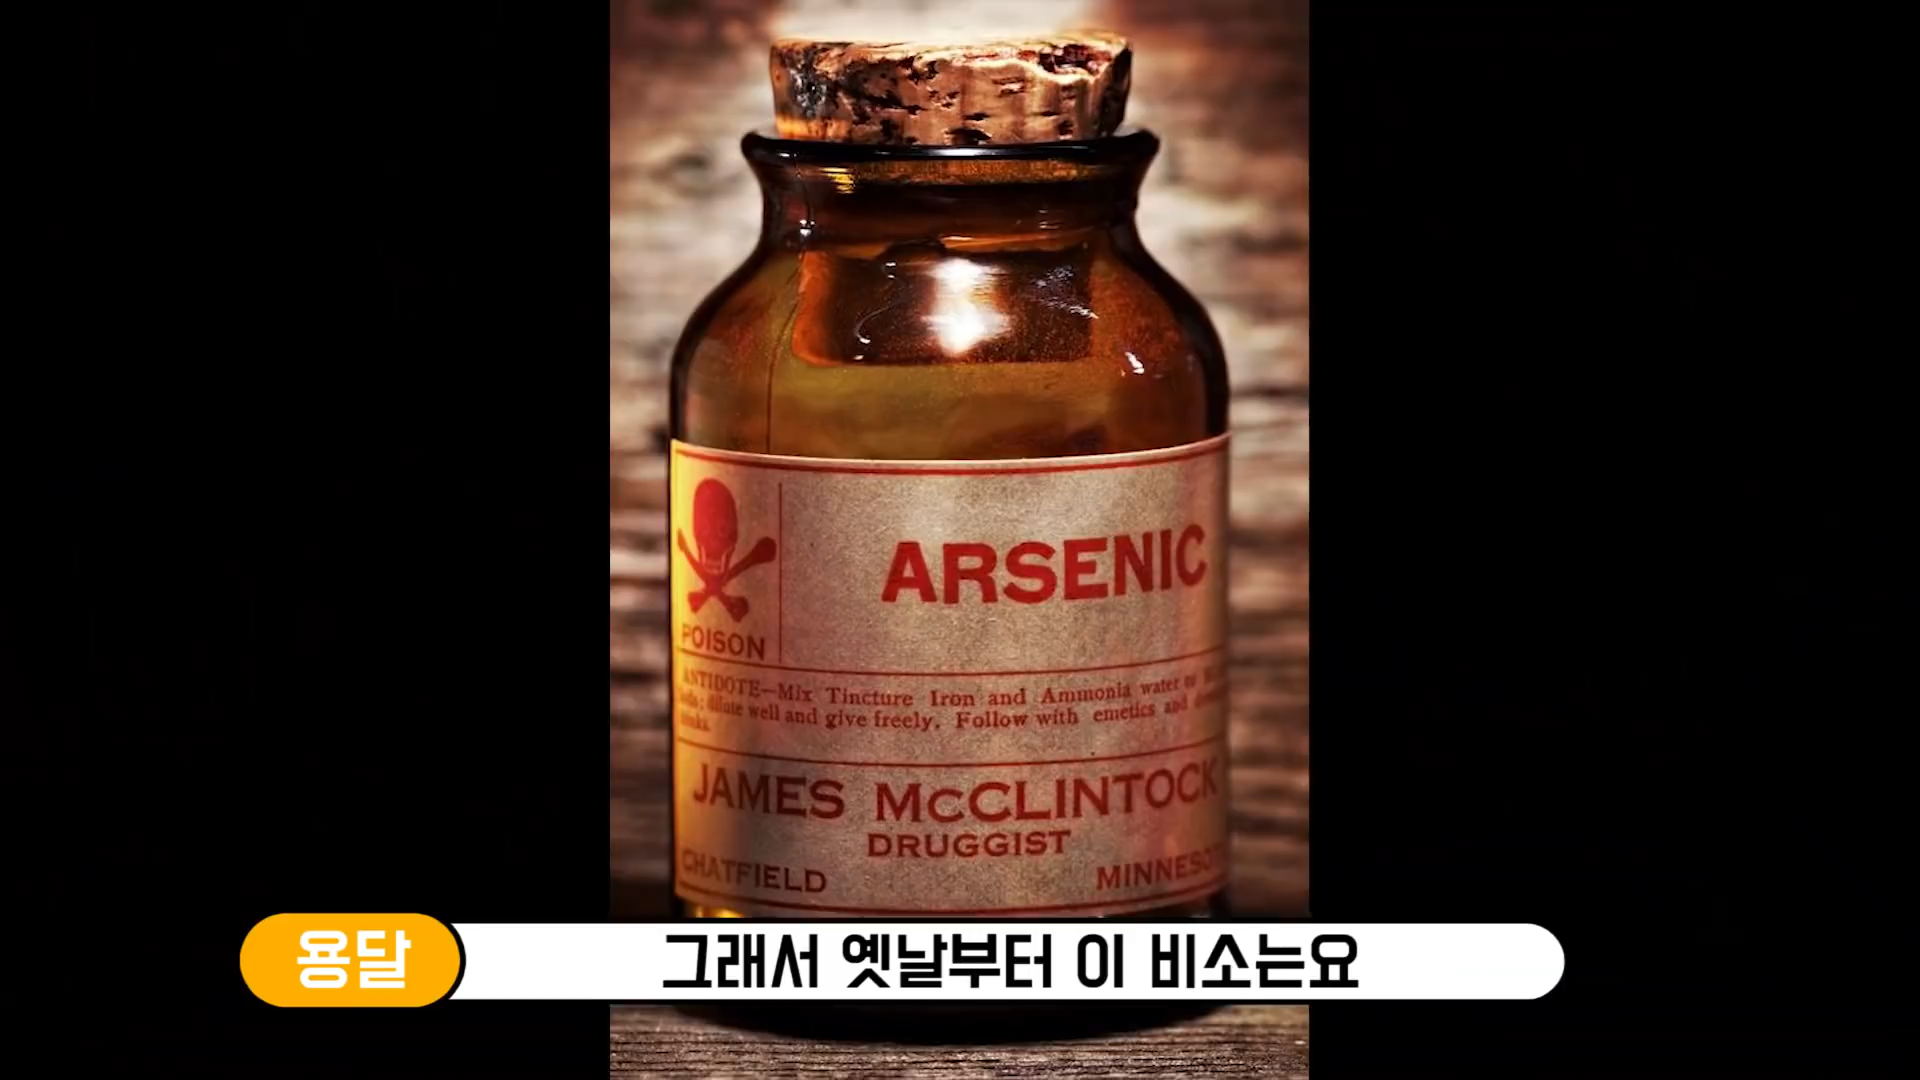 ARSENIC
POISON
ANTIDOTE—Mix Tincture Iron and Ammonia water or
dilute well and give freely. Follow with emetics and
JAMES McCLINTOCK
DRUGGIST
CHATFIELD
용달
그래서 옛날부터 이 비소는요